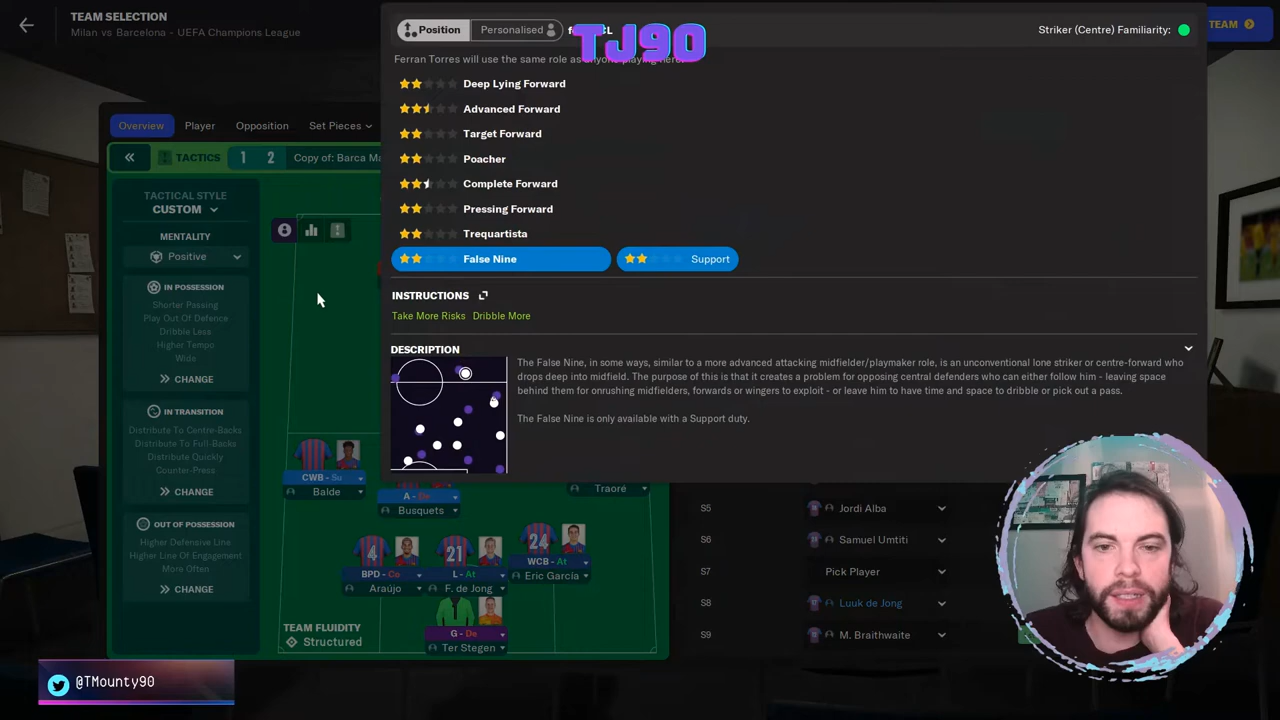 TEAM SELECTION
Milan vs Barcelona - UEFA Champions League
TJ90
TEAM
Position
Personalised
Striker (Centre) Familiarity:
Ferran Torres will use the same role as anyone playing here.
Deep Lying Forward
Advanced Forward
Target Forward
Poacher
Complete Forward
Pressing Forward
Trequartista
False Nine
Support
INSTRUCTIONS
Take More Risks Dribble More
DESCRIPTION
The False Nine, in some ways, similar to a more advanced attacking midfielder/playmaker role, is an unconventional lone striker or centre-forward who
drops deep into midfield. The purpose of this is that it creates a problem for opposing central defenders who can either follow him - leaving space
behind them for onrushing midfielders, forwards or wingers to exploit - or leave him to have time and space to dribble or pick out a pass.
The False Nine is only available with a Support duty.
Overview Player Opposition Set Pieces
TACTICS 1 2 Copy of: Barca
TACTICAL STYLE
CUSTOM
MENTALITY
Positive
IN POSSESSION
Shorter Passing
Play Out Of Defence
Dribble Less
Higher Tempo
Wide
CHANGE
IN TRANSITION
Distribute To Centre-Backs
Distribute To Full-Backs
Distribute Quickly
Counter-Press
CHANGE
OUT OF POSSESSION
Higher Defensive Line
Higher Line of Engagement
More Often
CHANGE
CWB - Su
Balde
A - De
Busquets
Traoré
4
BPD - Co
Araújo
21
L - At
F. de Jong
24
WCB - At
Eric García
1
G - De
Ter Stegen
TEAM FLUIDITY
Structured
S5 Jordi Alba
S6 Samuel Umtiti
S7 Pick Player
S8 Luuk de Jong
S9 M. Braithwaite
@TMounty90